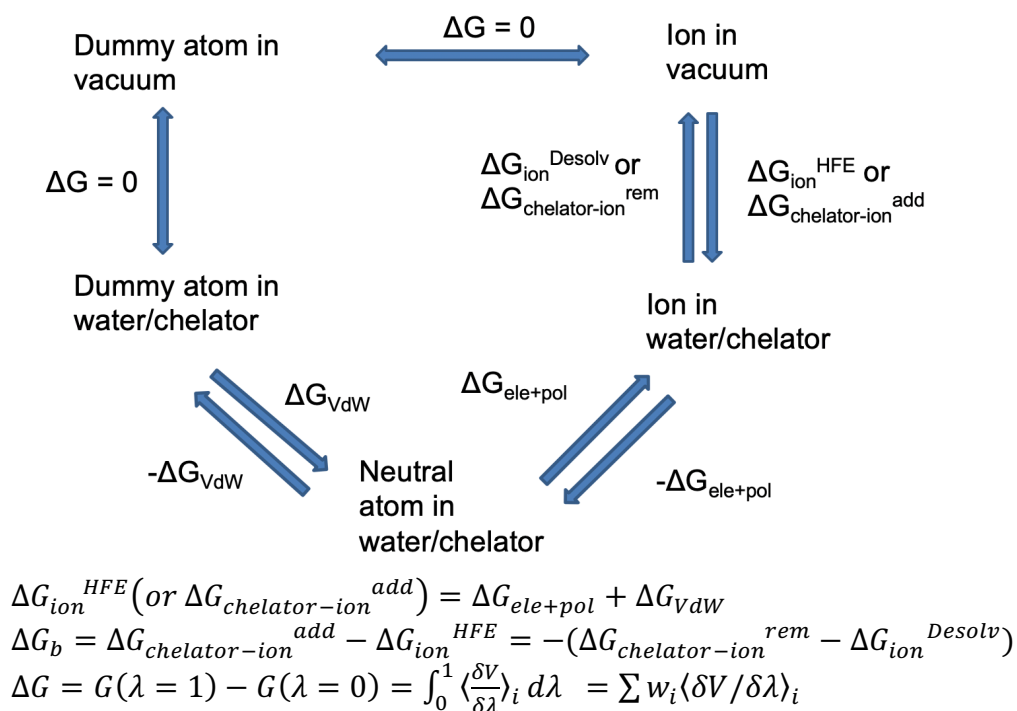 ΔG = 0
Dummy atom in
vacuum
Ion in
vacuum
ΔG = 0
ΔG_ion^Desolv or
ΔG_chelator-ion^rem
ΔG_ion^HFE or
ΔG_chelator-ion^add
Dummy atom in
water/chelator
Ion in
water/chelator
ΔG_VdW
ΔG_ele+pol
-ΔG_VdW
Neutral
atom in
water/chelator
-ΔG_ele+pol
ΔG_ion^HFE (or ΔG_chelator-ion^add) = ΔG_ele+pol + ΔG_VdW
ΔG_b = ΔG_chelator-ion^add − ΔG_ion^HFE = −(ΔG_chelator-ion^rem − ΔG_ion^Desolv)
ΔG = G(λ = 1) − G(λ = 0) = ∫_0^1 ⟨δV/δλ⟩_i dλ = ∑ w_i⟨δV/δλ⟩_i